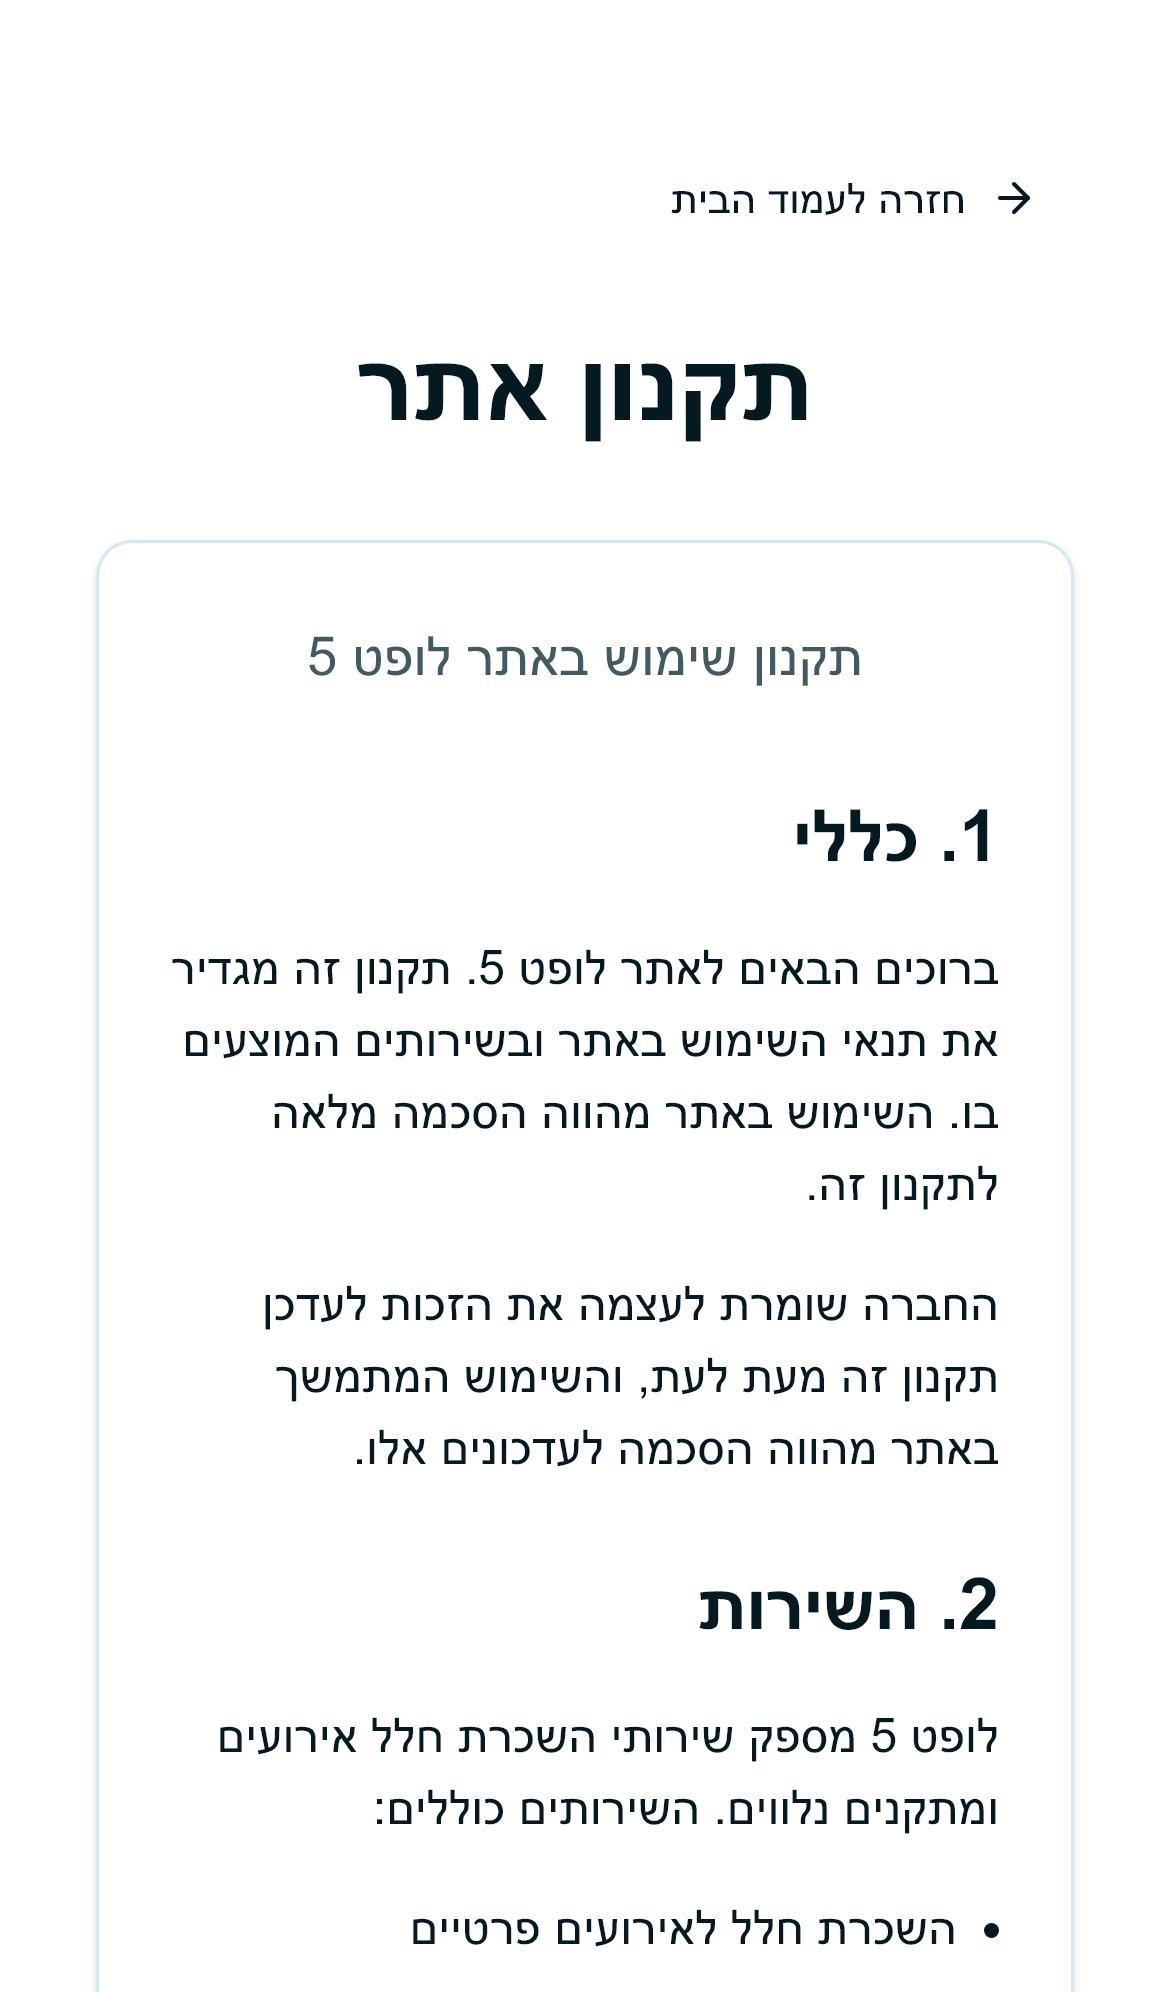 חזרה לעמוד הבית
תקנון אתר
תקנון שימוש באתר לופט 5
1. כללי
ברוכים הבאים לאתר לופט 5. תקנון זה מגדיר
את תנאי השימוש באתר ובשירותים המוצעים
בו. השימוש באתר מהווה הסכמה מלאה
לתקנון זה.
החברה שומרת לעצמה את הזכות לעדכן
תקנון זה מעת לעת, והשימוש המתמשך
באתר מהווה הסכמה לעדכונים אלו.
2. השירות
לופט 5 מספק שירותי השכרת חלל אירועים
ומתקנים נלווים. השירותים כוללים:
• השכרת חלל לאירועים פרטיים